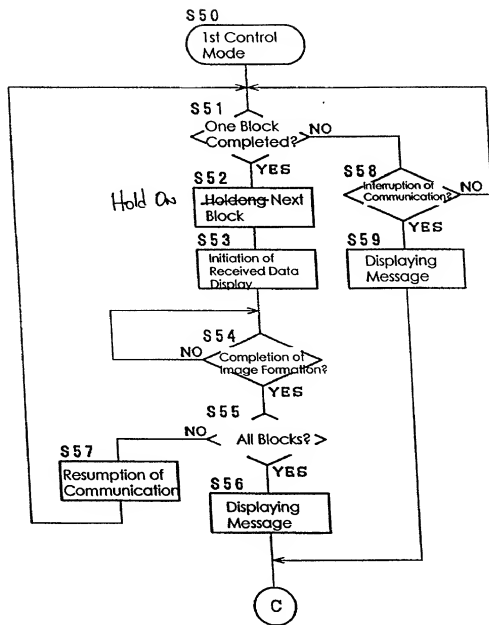 S50
1st Control
Mode
S51
One Block
Completed?
NO
YES
S52
Hold On
Holdeng Next
Block
S53
Initiation of
Received Data
Display
S54
NO
Completion of
Image Formation?
YES
S55
NO
All Blocks?
YES
S57
Resumption of
Communication
S56
Displaying
Message
S58
Interruption of
Communication?
NO
YES
S59
Displaying
Message
C